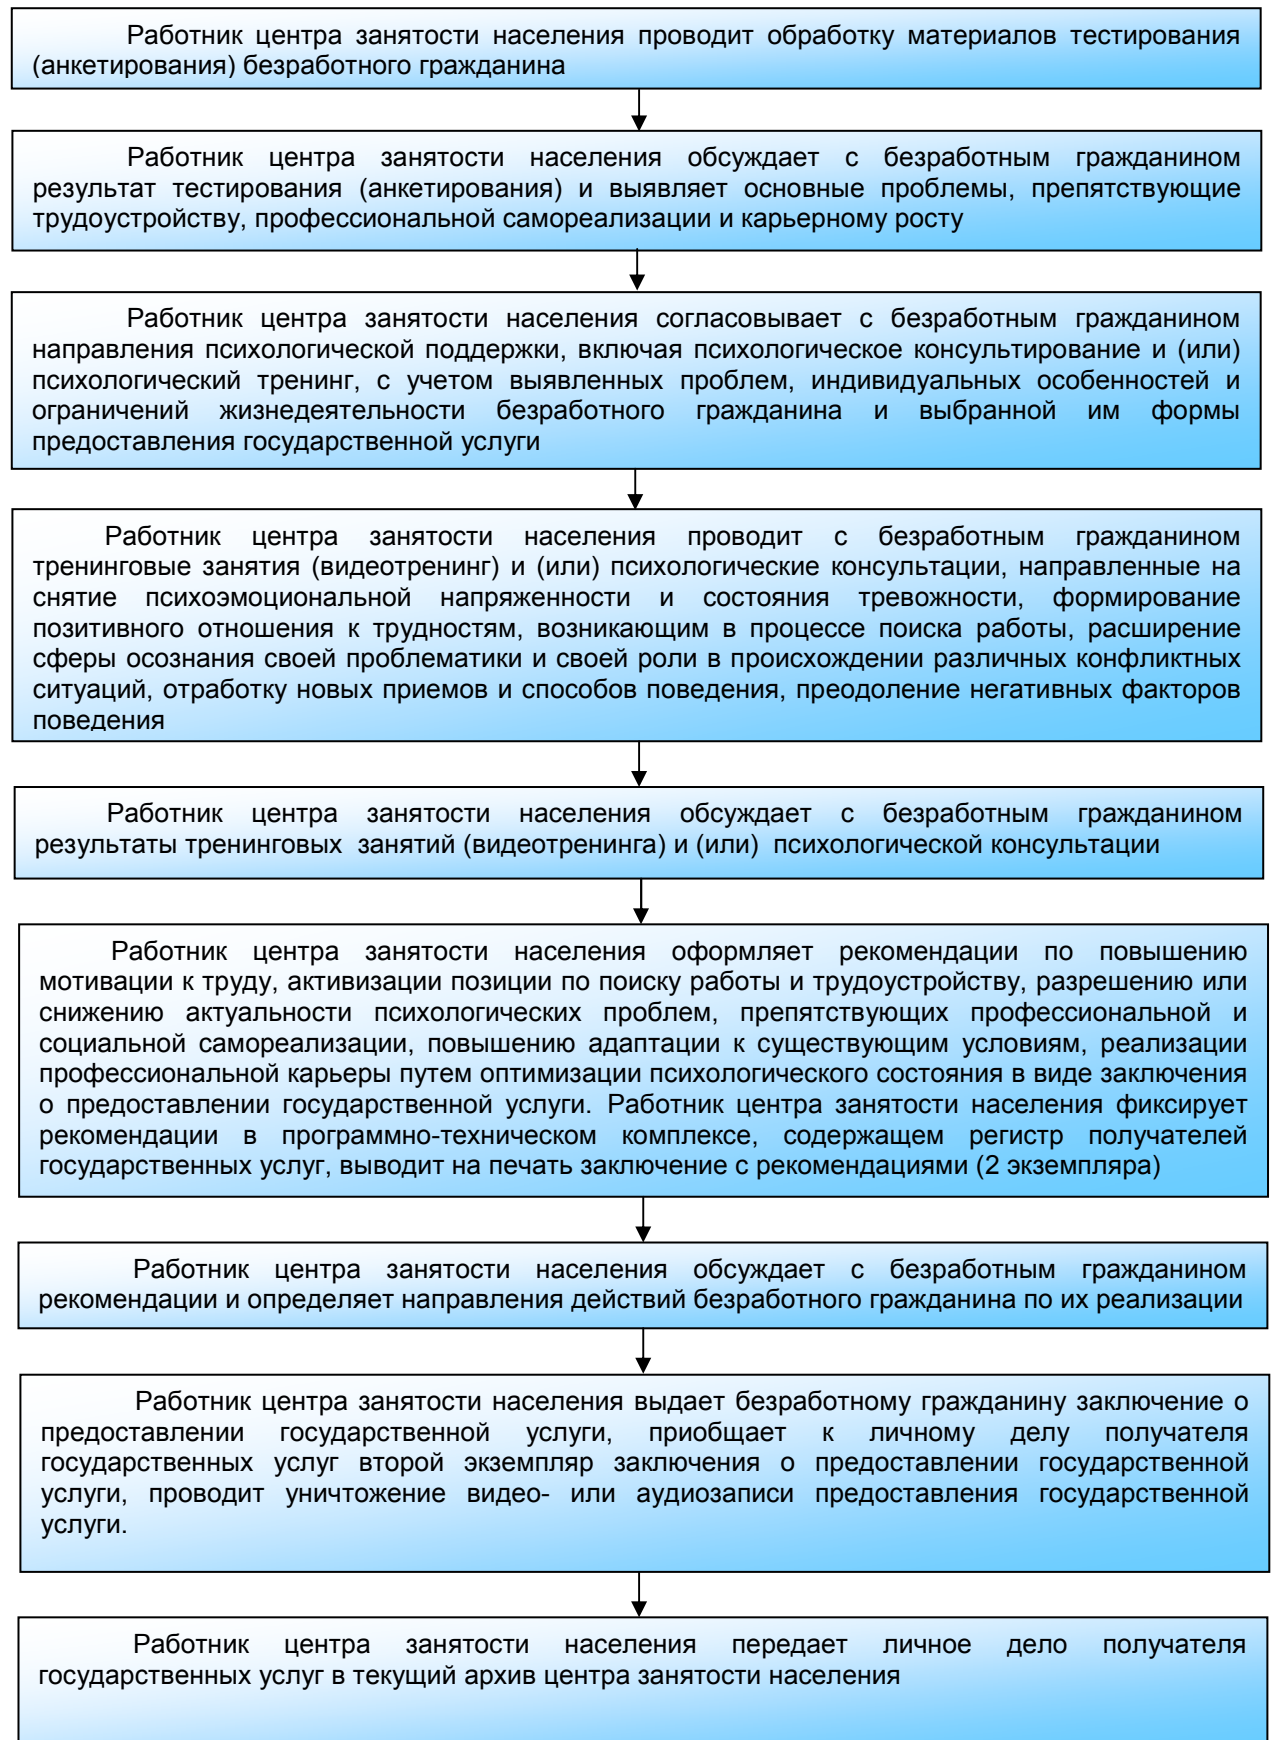 Работник центра занятости населения проводит обработку материалов тестирования
(анкетирования) безработного гражданина
Работник центра занятости населения обсуждает с безработным гражданином
результат тестирования (анкетирования) и выявляет основные проблемы, препятствующие
трудоустройству, профессиональной самореализации и карьерному росту
Работник центра занятости населения согласовывает с безработным гражданином
направления психологической поддержки, включая психологическое консультирование и (или)
психологический тренинг, с учетом выявленных проблем, индивидуальных особенностей и
ограничений жизнедеятельности безработного гражданина и выбранной им формы
предоставления государственной услуги
Работник центра занятости населения проводит с безработным гражданином
тренинговые занятия (видеотренинг) и (или) психологические консультации, направленные на
снятие психоэмоциональной напряженности и состояния тревожности, формирование
позитивного отношения к трудностям, возникающим в процессе поиска работы, расширение
сферы осознания своей проблематики и своей роли в происхождении различных конфликтных
ситуаций, отработку новых приемов и способов поведения, преодоление негативных факторов
поведения
Работник центра занятости населения обсуждает с безработным гражданином
результаты тренинговых занятий (видеотренинга) и (или) психологической консультации
Работник центра занятости населения оформляет рекомендации по повышению
мотивации к труду, активизации позиции по поиску работы и трудоустройству, разрешению или
снижению актуальности психологических проблем, препятствующих профессиональной и
социальной самореализации, повышению адаптации к существующим условиям, реализации
профессиональной карьеры путем оптимизации психологического состояния в виде заключения
о предоставлении государственной услуги. Работник центра занятости населения фиксирует
рекомендации в программно-техническом комплексе, содержащем регистр получателей
государственных услуг, выводит на печать заключение с рекомендациями (2 экземпляра)
Работник центра занятости населения обсуждает с безработным гражданином
рекомендации и определяет направления действий безработного гражданина по их реализации
Работник центра занятости населения выдает безработному гражданину заключение о
предоставлении государственной услуги, приобщает к личному делу получателя
государственных услуг второй экземпляр заключения о предоставлении государственной
услуги, проводит уничтожение видео- или аудиозаписи предоставления государственной
услуги.
Работник центра занятости населения передает личное дело получателя
государственных услуг в текущий архив центра занятости населения